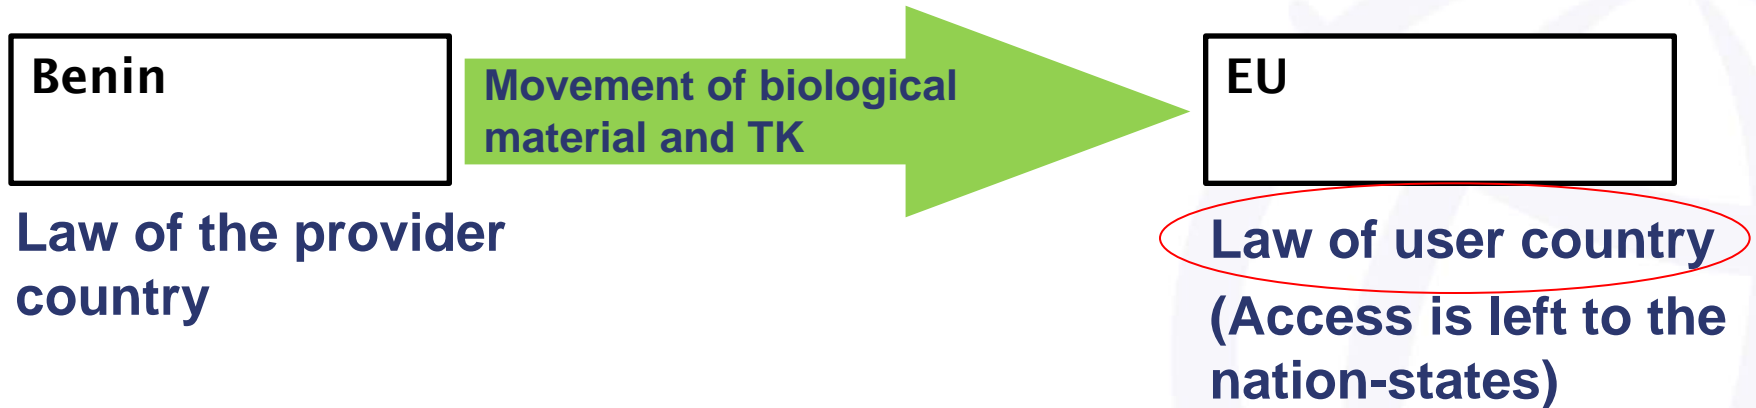 Benin
Movement of biological
material and TK
EU
Law of the provider
country
Law of user country
(Access is left to the
nation-states)